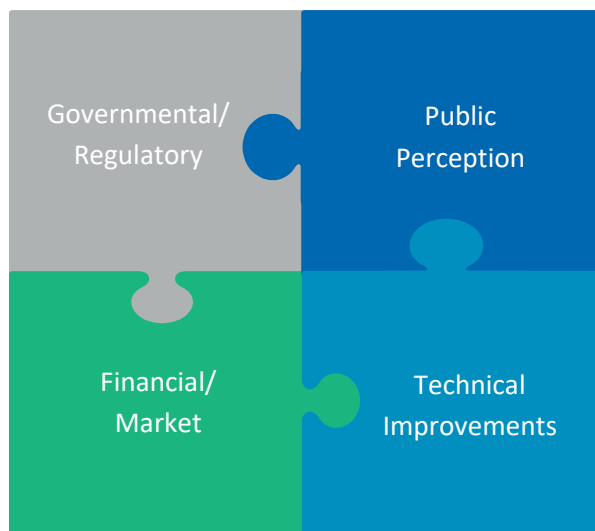 Governmental/
Regulatory
Public
Perception
Financial/
Market
Technical
Improvements